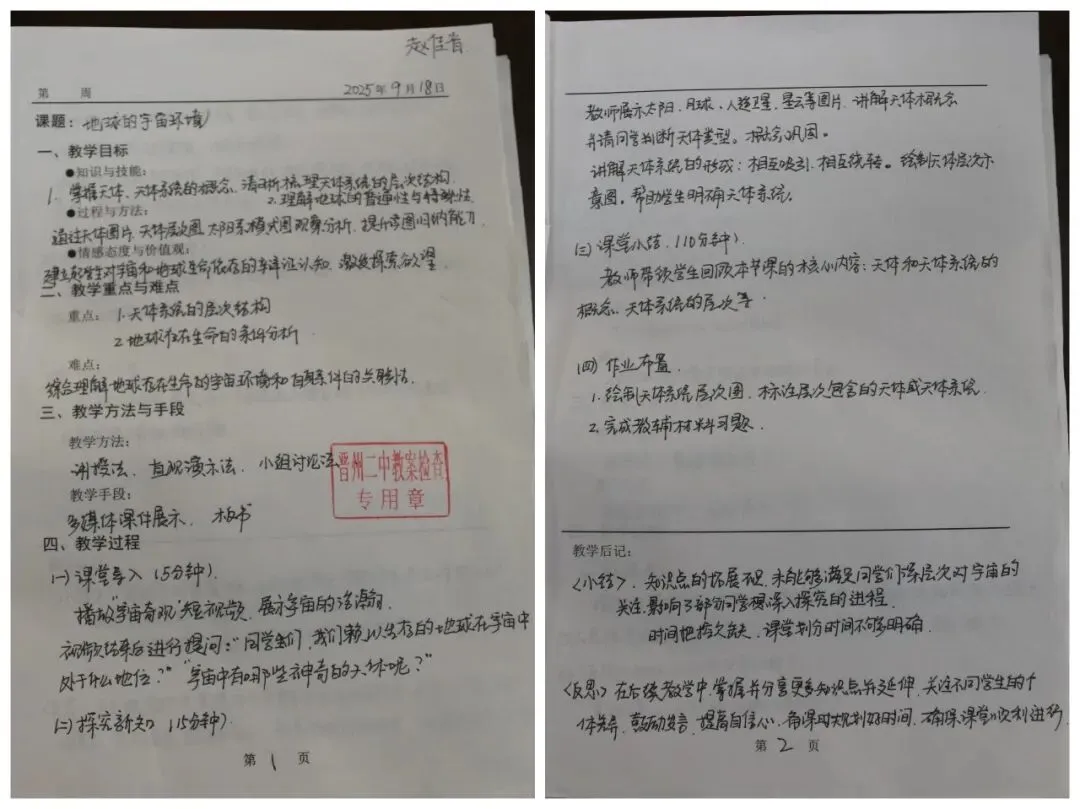 赵佳音
第 周 2025年9月18日
课题：地球的宇宙环境
一、教学目标
●知识与技能：
1. 掌握天体、天体系统的概念、清晰梳理天体系统的层次结构.
2. 理解地球的普通性与特殊性
●过程与方法：
通过天体图片、天体层次图、太阳系模式图观察分析、提升读图归纳能力.
●情感态度与价值观：
建立起学生对宇宙和地球生命依存的辩证认知、激发探索欲望.
二、教学重点与难点
重点：1. 天体系统的层次结构
2. 地球存在生命的条件分析.
难点：
综合理解地球存在生命的宇宙环境和自身条件的关联性.
三、教学方法与手段
教学方法：
讲授法、直观演示法、小组讨论法
晋州二中教案检查
专用章
教学手段：
多媒体课件展示、板书
四、教学过程
(一) 课堂导入 (5分钟).
播放"宇宙奇观"短视频、展示宇宙的浩瀚.
视频结束后进行提问："同学们，我们赖以生存的地球在宇宙中
处于什么地位？" "宇宙中有哪些神奇的天体呢？"
(二) 探究新知 (15分钟).
第 1 页
教师展示太阳、月球、人造卫星、星云等图片、讲解天体概念
并请同学判断天体类型。概念巩固。
讲解天体系统的形成：相互吸引、相互绕转。绘制天体层次示
意图。帮助学生明确天体系统.
(三) 课堂小结. (10分钟).
教师带领学生回顾本节课的核心内容：天体和天体系统的
概念、天体系统的层次等.
(四) 作业布置.
1. 绘制天体系统层次图、标注层次包含的天体或天体系统.
2. 完成教辅材料习题.
教学后记：
<小结>. 知识点的拓展不足、未能够满足同学们深层次对宇宙的
关注.影响了部分同学想深入探究的进程.
时间把控欠缺、课堂划分时间不够明确.
<反思> 在后续教学中.掌握并分享更多知识点并延伸、关注不同学生的个
体差异、鼓励发言、提高自信心、备课时规划好时间、确保课堂顺利进行.
第 2 页